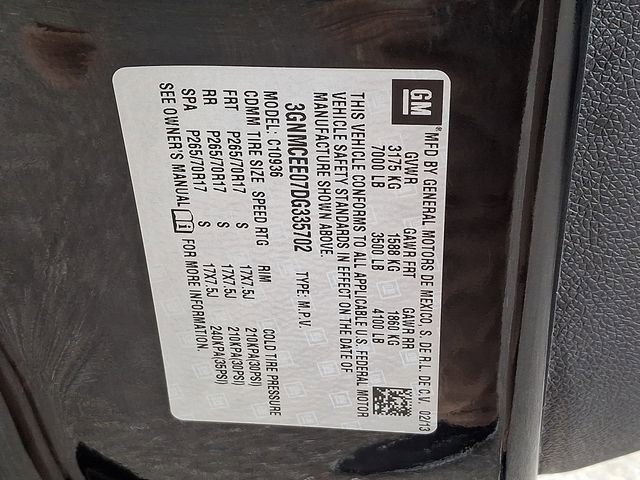 GM
MFD BY GENERAL MOTORS DE MEXICO, S. DE R.L. DE C.V. 02/13
GVWR GAWR FRT GAWR RR
3175 KG 1588 KG 1860 KG
7000 LB 3500 LB 4100 LB
THIS VEHICLE CONFORMS TO ALL APPLICABLE U.S. FEDERAL MOTOR
VEHICLE SAFETY STANDARDS IN EFFECT ON THE DATE OF
MANUFACTURE SHOWN ABOVE.
3GNMCEE07DG335702 TYPE: M.P.V.
MODEL: C10936
CDMM TIRE SIZE SPEED RTG RIM COLD TIRE PRESSURE
FRT P265/70R17 S 17X7.5J 210KPA(30PSI)
RR P265/70R17 S 17X7.5J 210KPA(30PSI)
SPA P265/70R17 S 17X7.5J 240KPA(35PSI)
SEE OWNER'S MANUAL FOR MORE INFORMATION.